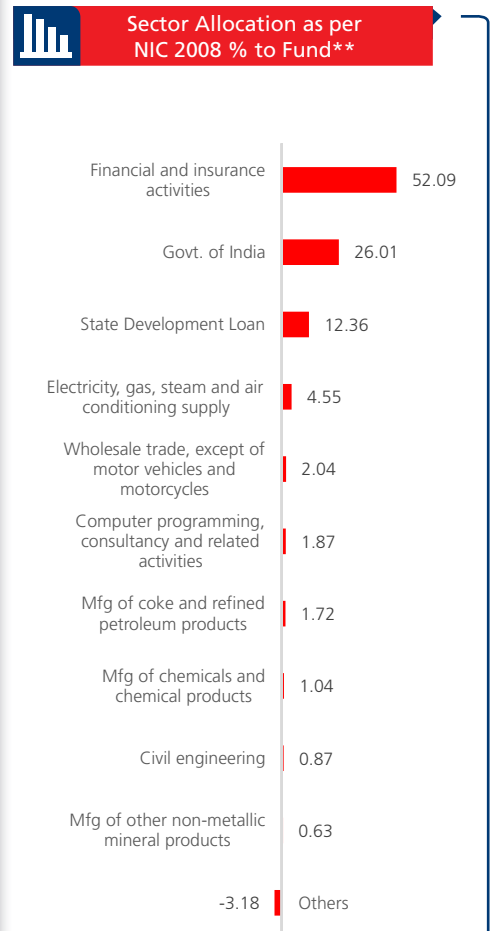 Sector Allocation as per
NIC 2008 % to Fund**
Financial and insurance
activities
52.09
Govt. of India
26.01
State Development Loan
12.36
Electricity, gas, steam and air
conditioning supply
4.55
Wholesale trade, except of
motor vehicles and
motorcycles
2.04
Computer programming,
consultancy and related
activities
1.87
Mfg of coke and refined
petroleum products
1.72
Mfg of chemicals and
chemical products
1.04
Civil engineering
0.87
Mfg of other non-metallic
mineral products
0.63
-3.18
Others